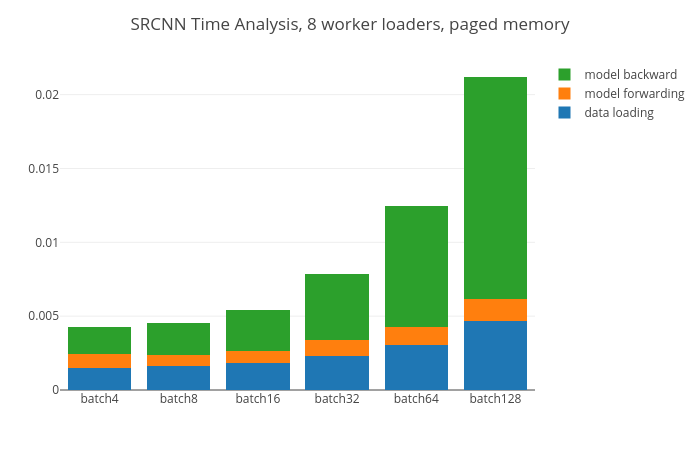 SRCNN Time Analysis, 8 worker loaders, paged memory
model backward
model forwarding
data loading
0.02
0.015
0.01
0.005
0
batch4
batch8
batch16
batch32
batch64
batch128